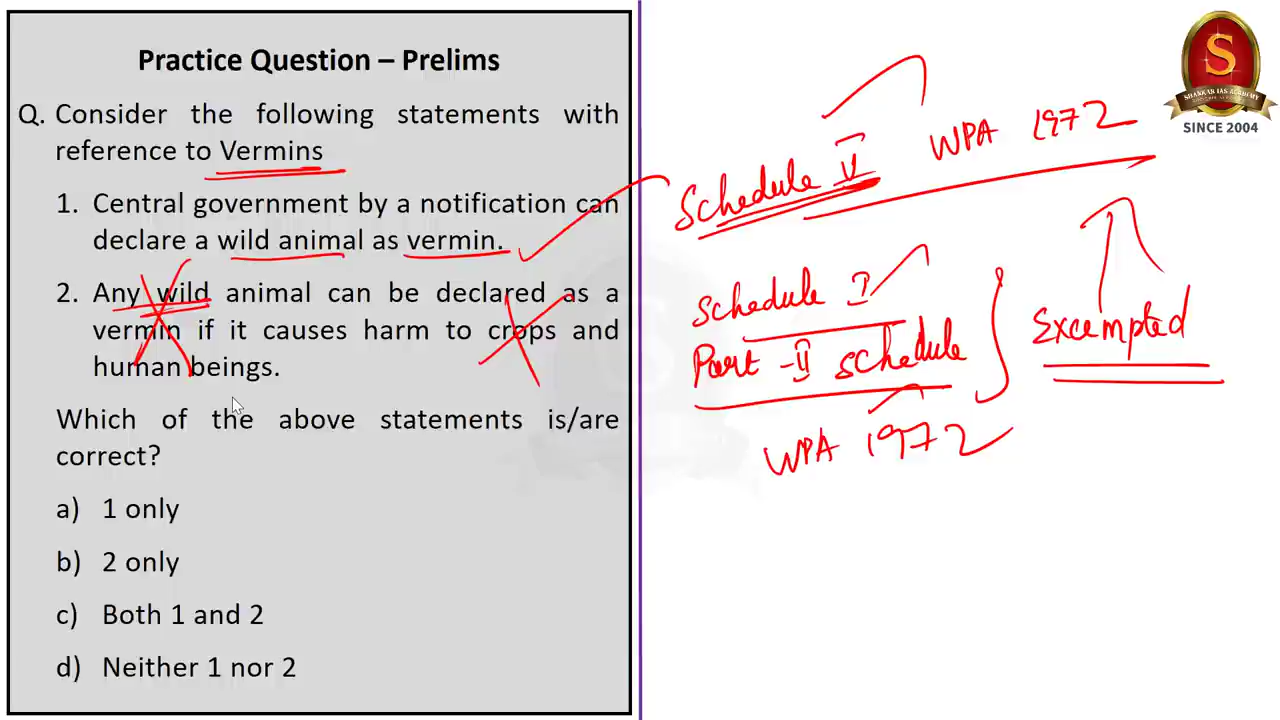 Practice Question – Prelims
Q. Consider the following statements with
reference to Vermins
1. Central government by a notification can
declare a wild animal as vermin.
2. Any wild animal can be declared as a
vermin if it causes harm to crops and
human beings.
Which of the above statements is/are
correct?
a) 1 only
b) 2 only
c) Both 1 and 2
d) Neither 1 nor 2
Schedule V WPA 1972
Schedule I
Part -II schedule
WPA 1972
Excempted
S
SHANKAR IAS ACADEMY
SINCE 2004